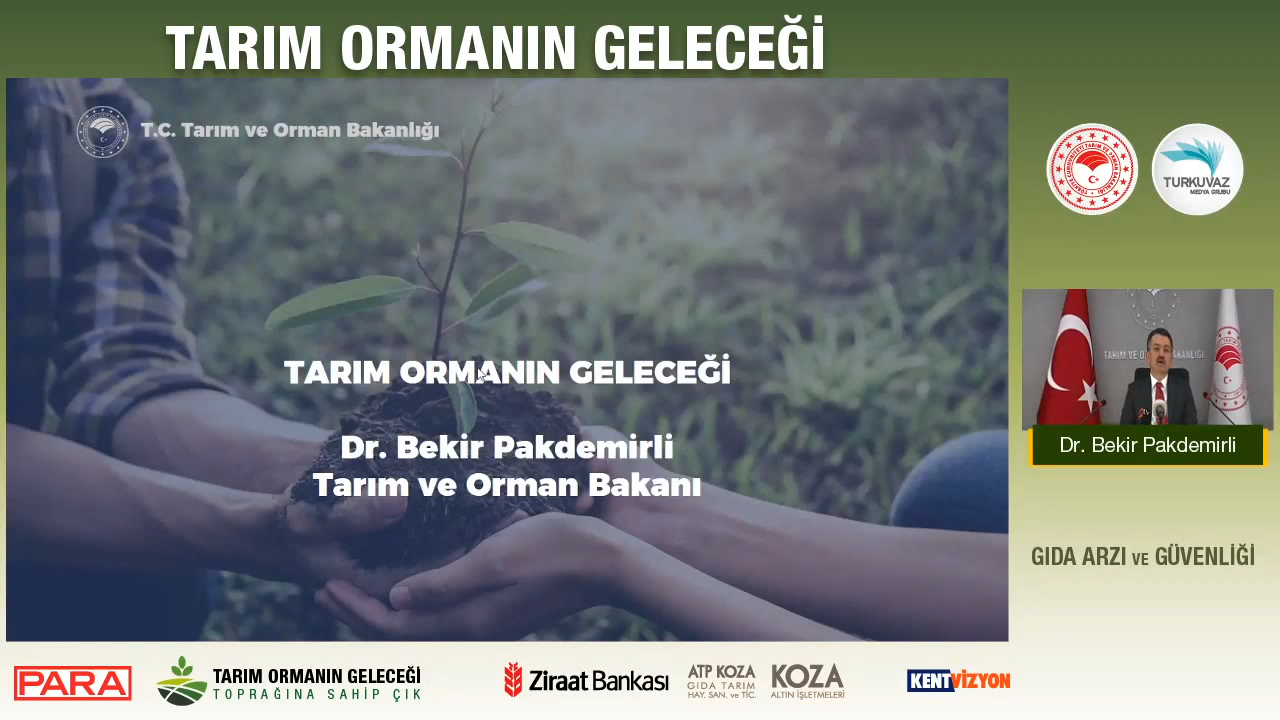 TARIM ORMANIN GELECEĞİ
T.C. Tarım ve Orman Bakanlığı
TARIM ORMANIN GELECEĞİ
Dr. Bekir Pakdemirli
Tarım ve Orman Bakanı
TURKUVAZ
MEDYA GRUBU
TARIM VE ORMAN BAKANLIĞI
Dr. Bekir Pakdemirli
GIDA ARZI VE GÜVENLİĞİ
PARA
TARIM ORMANIN GELECEĞİ
TOPRAĞINA SAHİP ÇIK
Ziraat Bankası
ATP KOZA
GIDA TARIM
HAY. SAN. ve TİC.
KOZA
ALTIN İŞLETMELERİ
KENTVİZYON